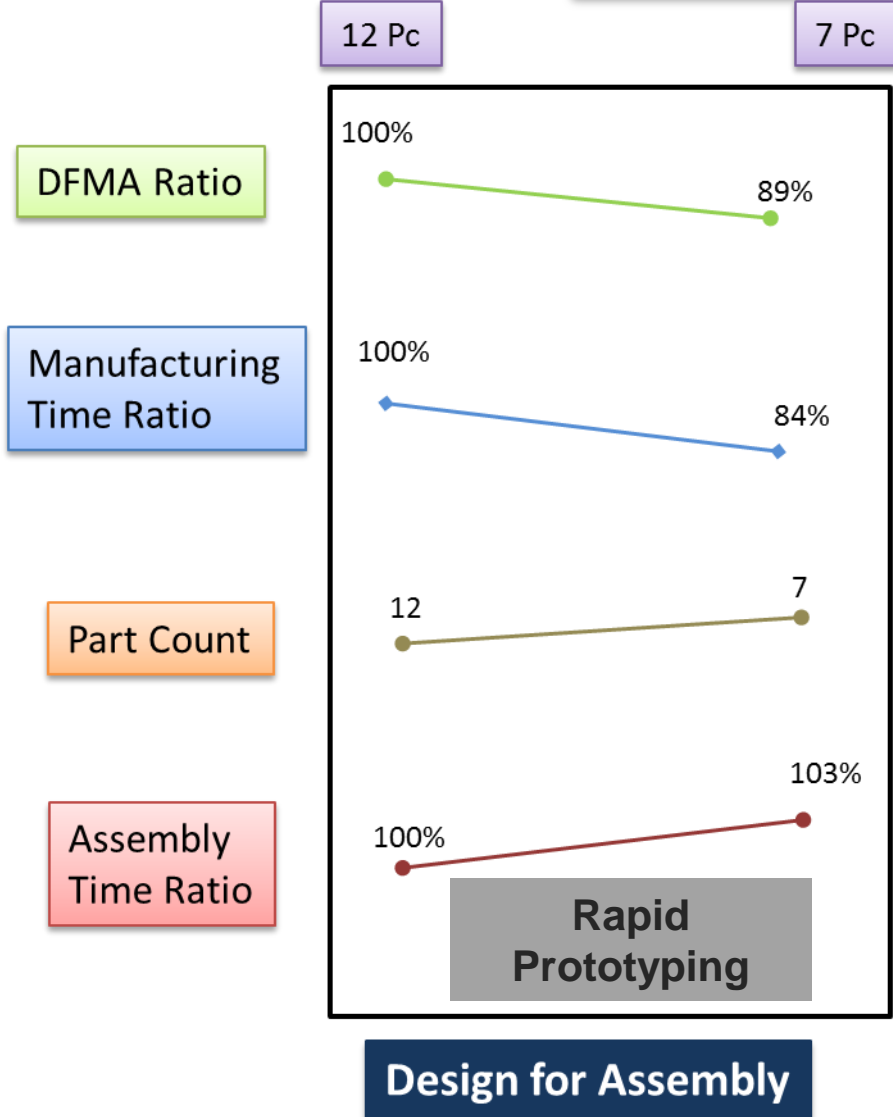 12 Pc
7 Pc
100%
DFMA Ratio
89%
100%
Manufacturing
Time Ratio
84%
7
12
Part Count
103%
100%
Assembly
Time Ratio
Rapid
Prototyping
Design for Assembly